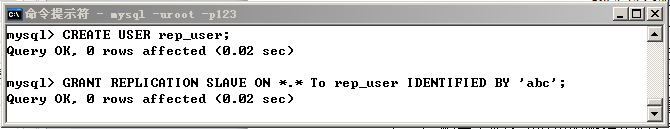 命令提示符 - mysql -uroot -p123
mysql> CREATE USER rep_user;
Query OK, 0 rows affected (0.02 sec)
mysql> GRANT REPLICATION SLAVE ON *.* To rep_user IDENTIFIED BY 'abc';
Query OK, 0 rows affected (0.02 sec)